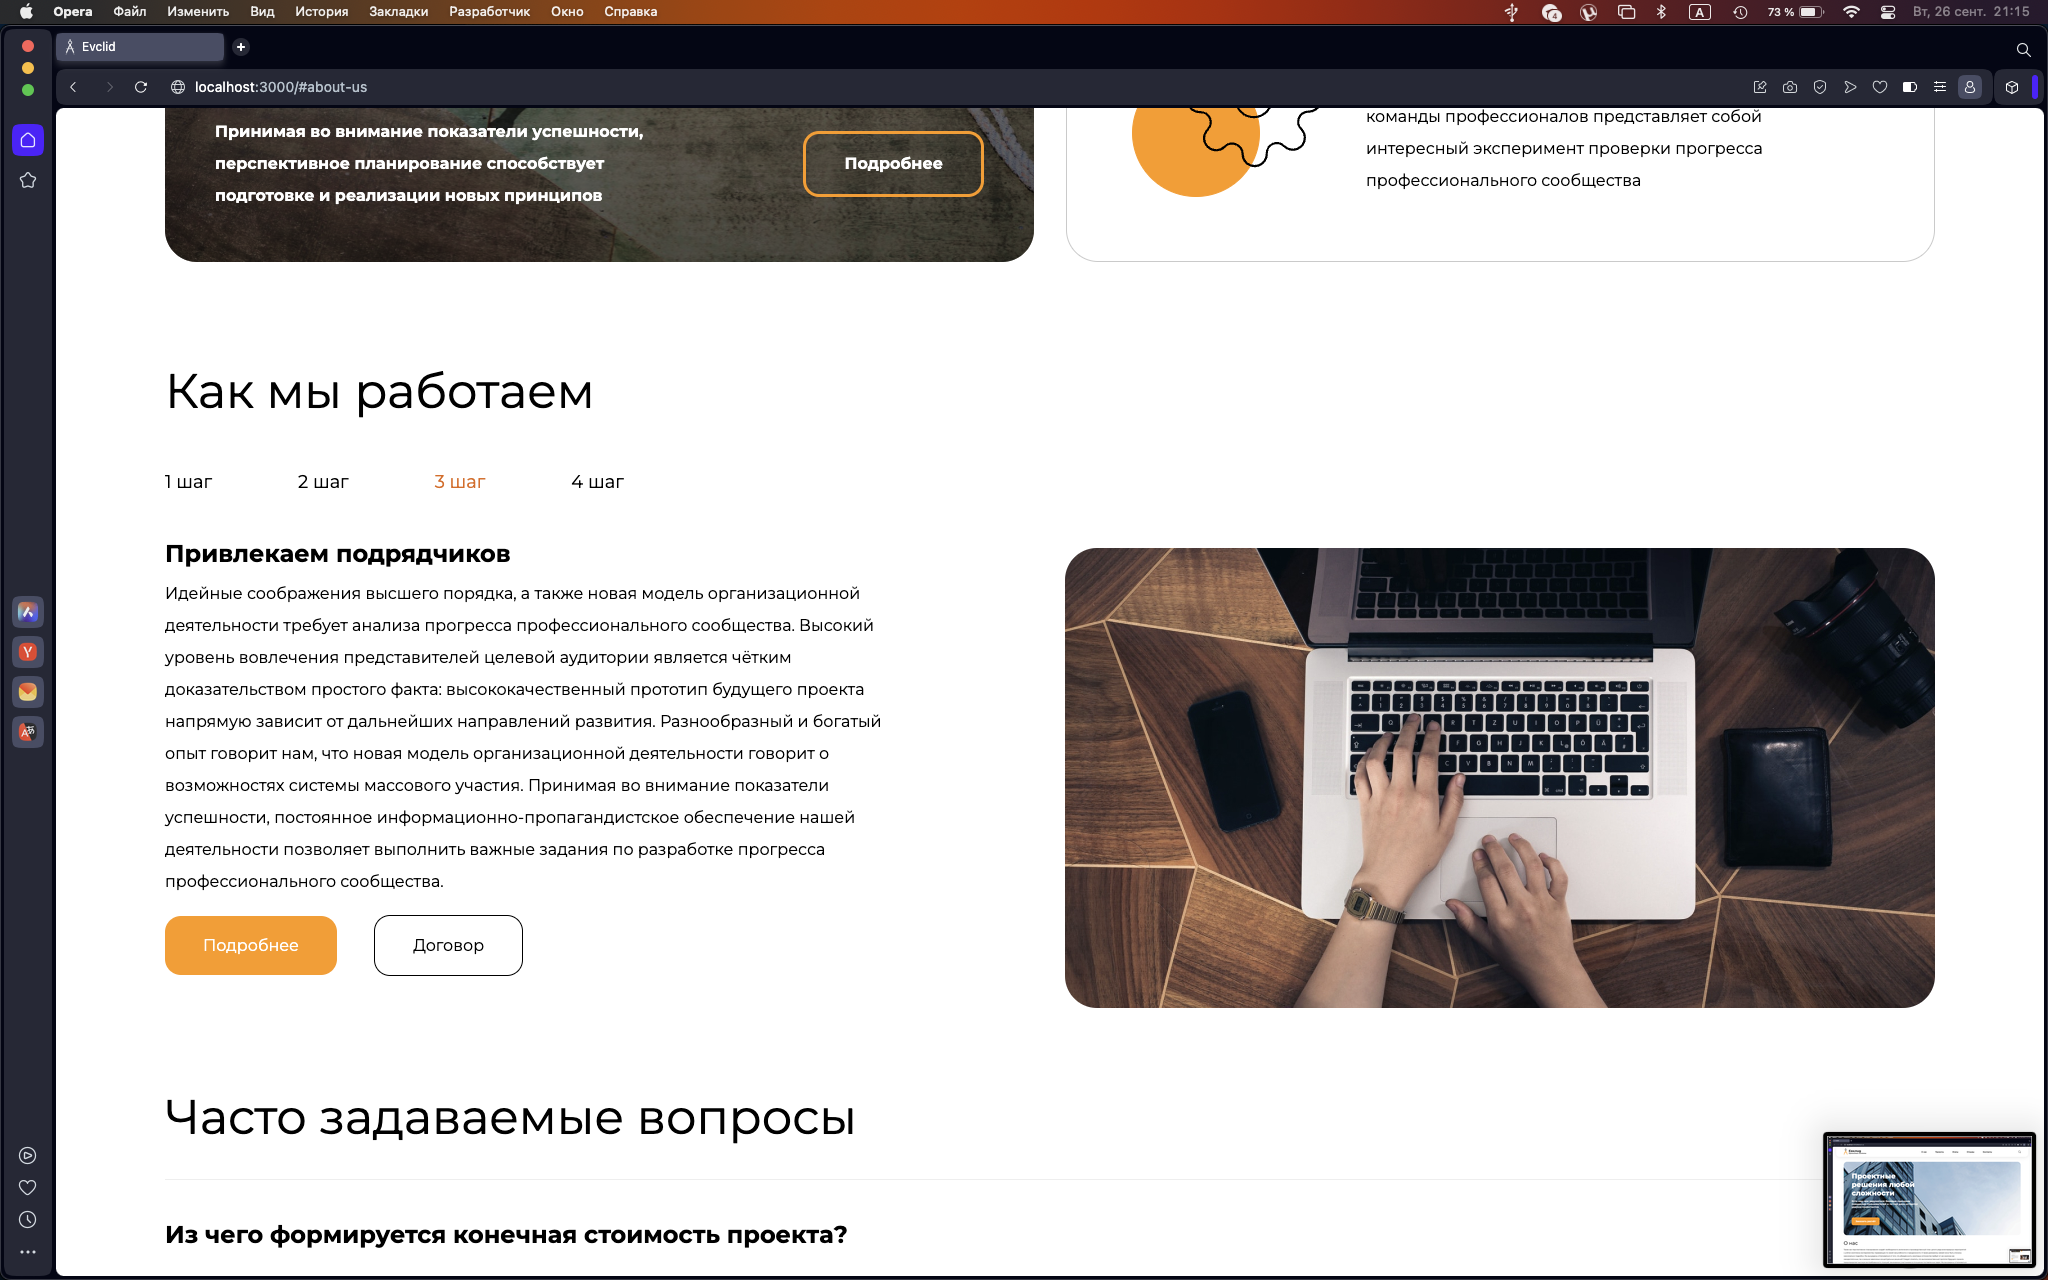 Opera Файл Изменить Вид История Закладки Разработчик Окно Справка
A 73 % Вт, 26 сент. 21:15
Evclid
localhost:3000/#about-us
Принимая во внимание показатели успешности,
перспективное планирование способствует
подготовке и реализации новых принципов
Подробнее
команды профессионалов представляет собой
интересный эксперимент проверки прогресса
профессионального сообщества
Как мы работаем
1 шаг 2 шаг 3 шаг 4 шаг
Привлекаем подрядчиков
Идейные соображения высшего порядка, а также новая модель организационной
деятельности требует анализа прогресса профессионального сообщества. Высокий
уровень вовлечения представителей целевой аудитории является чётким
доказательством простого факта: высококачественный прототип будущего проекта
напрямую зависит от дальнейших направлений развития. Разнообразный и богатый
опыт говорит нам, что новая модель организационной деятельности говорит о
возможностях системы массового участия. Принимая во внимание показатели
успешности, постоянное информационно-пропагандистское обеспечение нашей
деятельности позволяет выполнить важные задания по разработке прогресса
профессионального сообщества.
Подробнее Договор
Часто задаваемые вопросы
Из чего формируется конечная стоимость проекта?
Проектные
решения любой
сложности
О нас